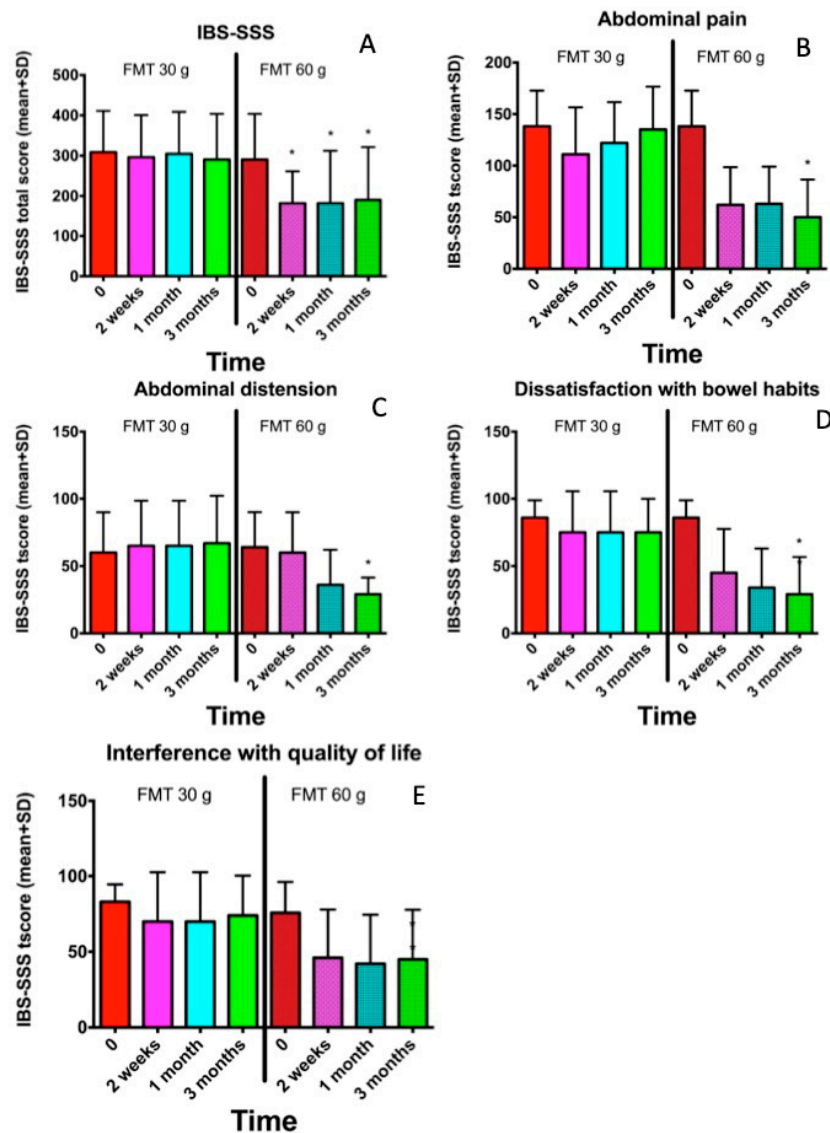 IBS-SSS
A
FMT 30 g
FMT 60 g
IBS-SSS total score (mean+SD)
500
400
300
200
100
0
*
*
*
0
2 weeks
1 month
3 months
0
2 weeks
1 month
3 months
Time
Abdominal pain
B
FMT 30 g
FMT 60 g
IBS-SSS tscore (mean+SD)
200
150
100
50
0
*
0
2 weeks
1 month
3 months
0
2 weeks
1 month
3 moths
Time
Abdominal distension
C
FMT 30 g
FMT 60 g
IBS-SSS tscore (mean+SD)
150
100
50
0
*
0
2 weeks
1 month
3 months
0
2 weeks
1 month
3 months
Time
Dissatisfaction with bowel habits
D
FMT 30 g
FMT 60 g
IBS-SSS tscore (mean+SD)
150
100
50
0
*
*
0
2 weeks
1 month
3 months
0
2 weeks
1 month
3 months
Time
Interference with quality of life
E
FMT 30 g
FMT 60 g
IBS-SSS tscore (mean+SD)
150
100
50
0
*
*
0
2 weeks
1 month
3 months
0
2 weeks
1 month
3 months
Time